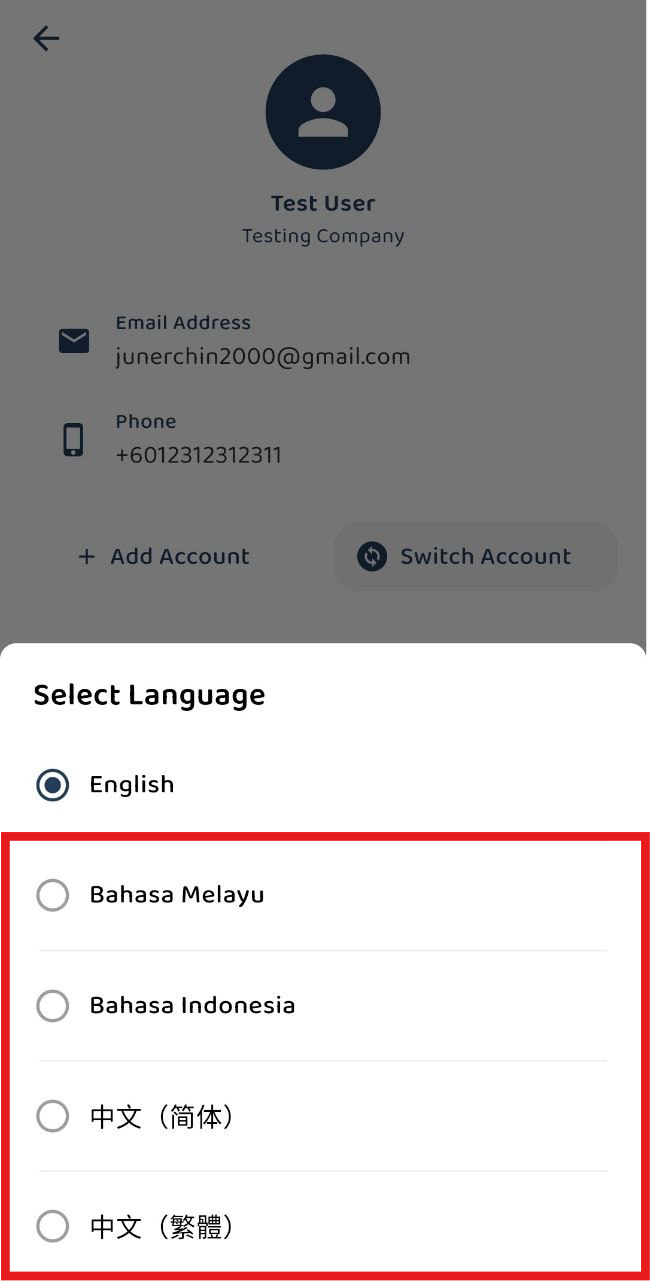 Test User
Testing Company
Email Address
junerchin2000@gmail.com
Phone
+6012312312311
+ Add Account
Switch Account
Select Language
English
Bahasa Melayu
Bahasa Indonesia
中文（简体）
中文（繁體）